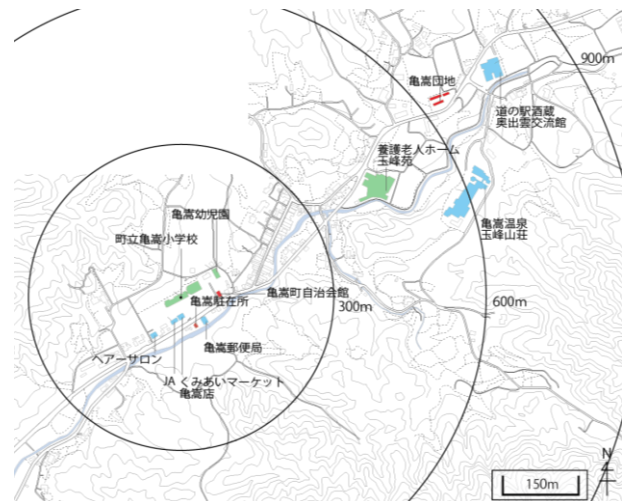 900m
亀嵩団地
道の駅酒蔵
奥出雲交流館
養護老人ホーム
玉峰苑
亀嵩幼児園
亀嵩温泉
玉峰山荘
町立亀嵩小学校
亀嵩駐在所
亀嵩町自治会館
300m
600m
ヘアーサロン
亀嵩郵便局
JA くみあいマーケット
亀嵩店
N
150m